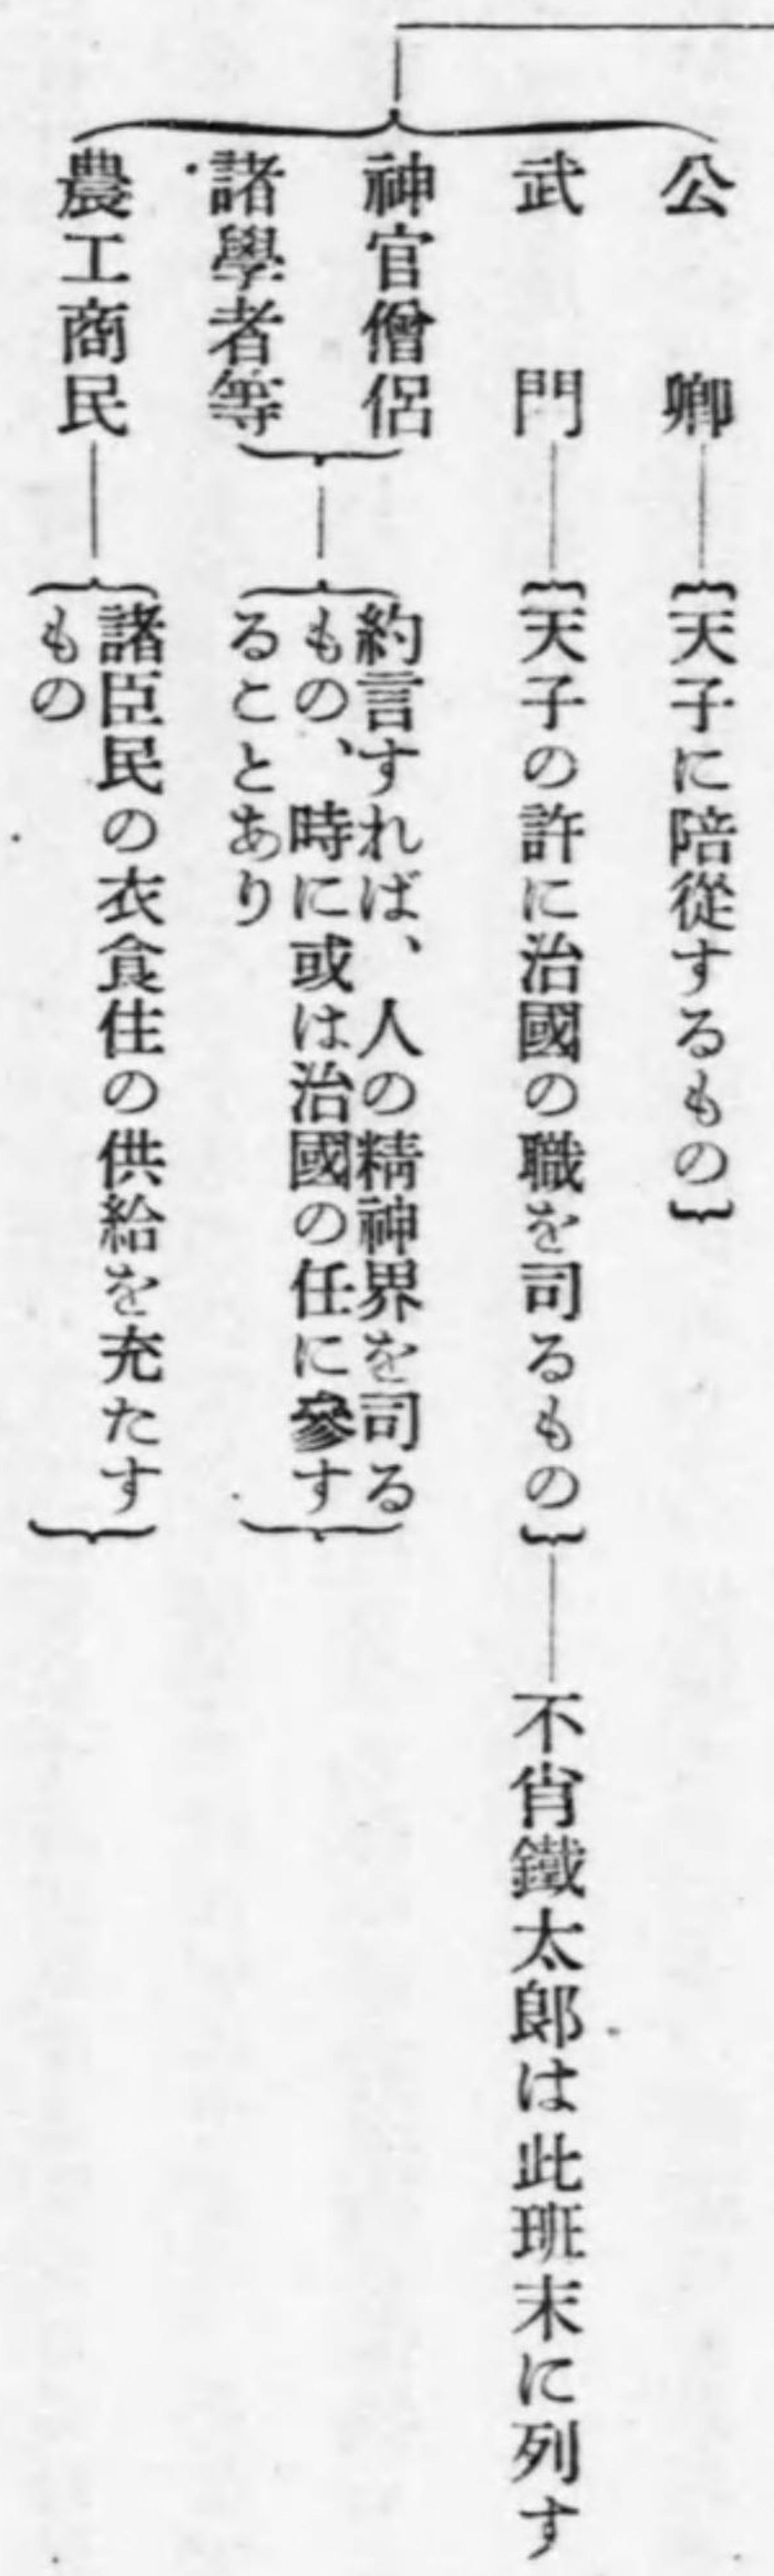 公卿
天子に陪從するもの
武門
天子の許に治國の職を司るもの
不肯鐵太郎は此班末に列す
神官僧侶
諸學者等
約言すれば、人の精神界を司る
もの、時に或は治國の任に參す
ることあり
農工商民
諸臣民の衣食住の供給を充たす
もの